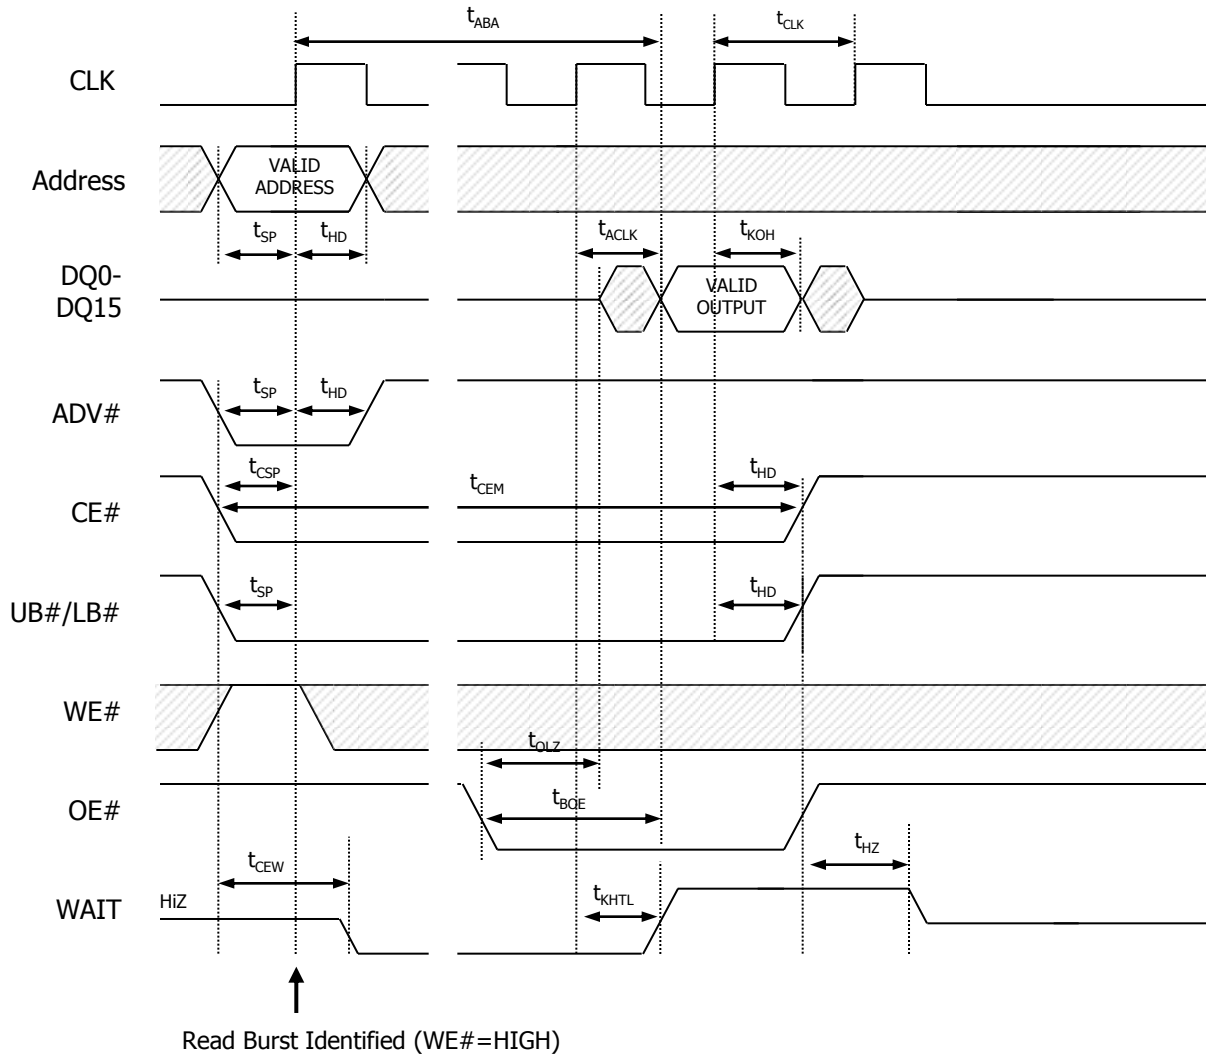 tABA
tCLK
CLK
Address
VALID
ADDRESS
tSP
tHD
tACLK
tKOH
DQ0-
DQ15
VALID
OUTPUT
ADV#
tSP
tHD
CE#
tCSP
tCEM
tHD
UB#/LB#
tSP
tHD
WE#
tOLZ
OE#
tBOE
tHZ
tCEW
WAIT
HiZ
tKHTL
Read Burst Identified (WE#=HIGH)